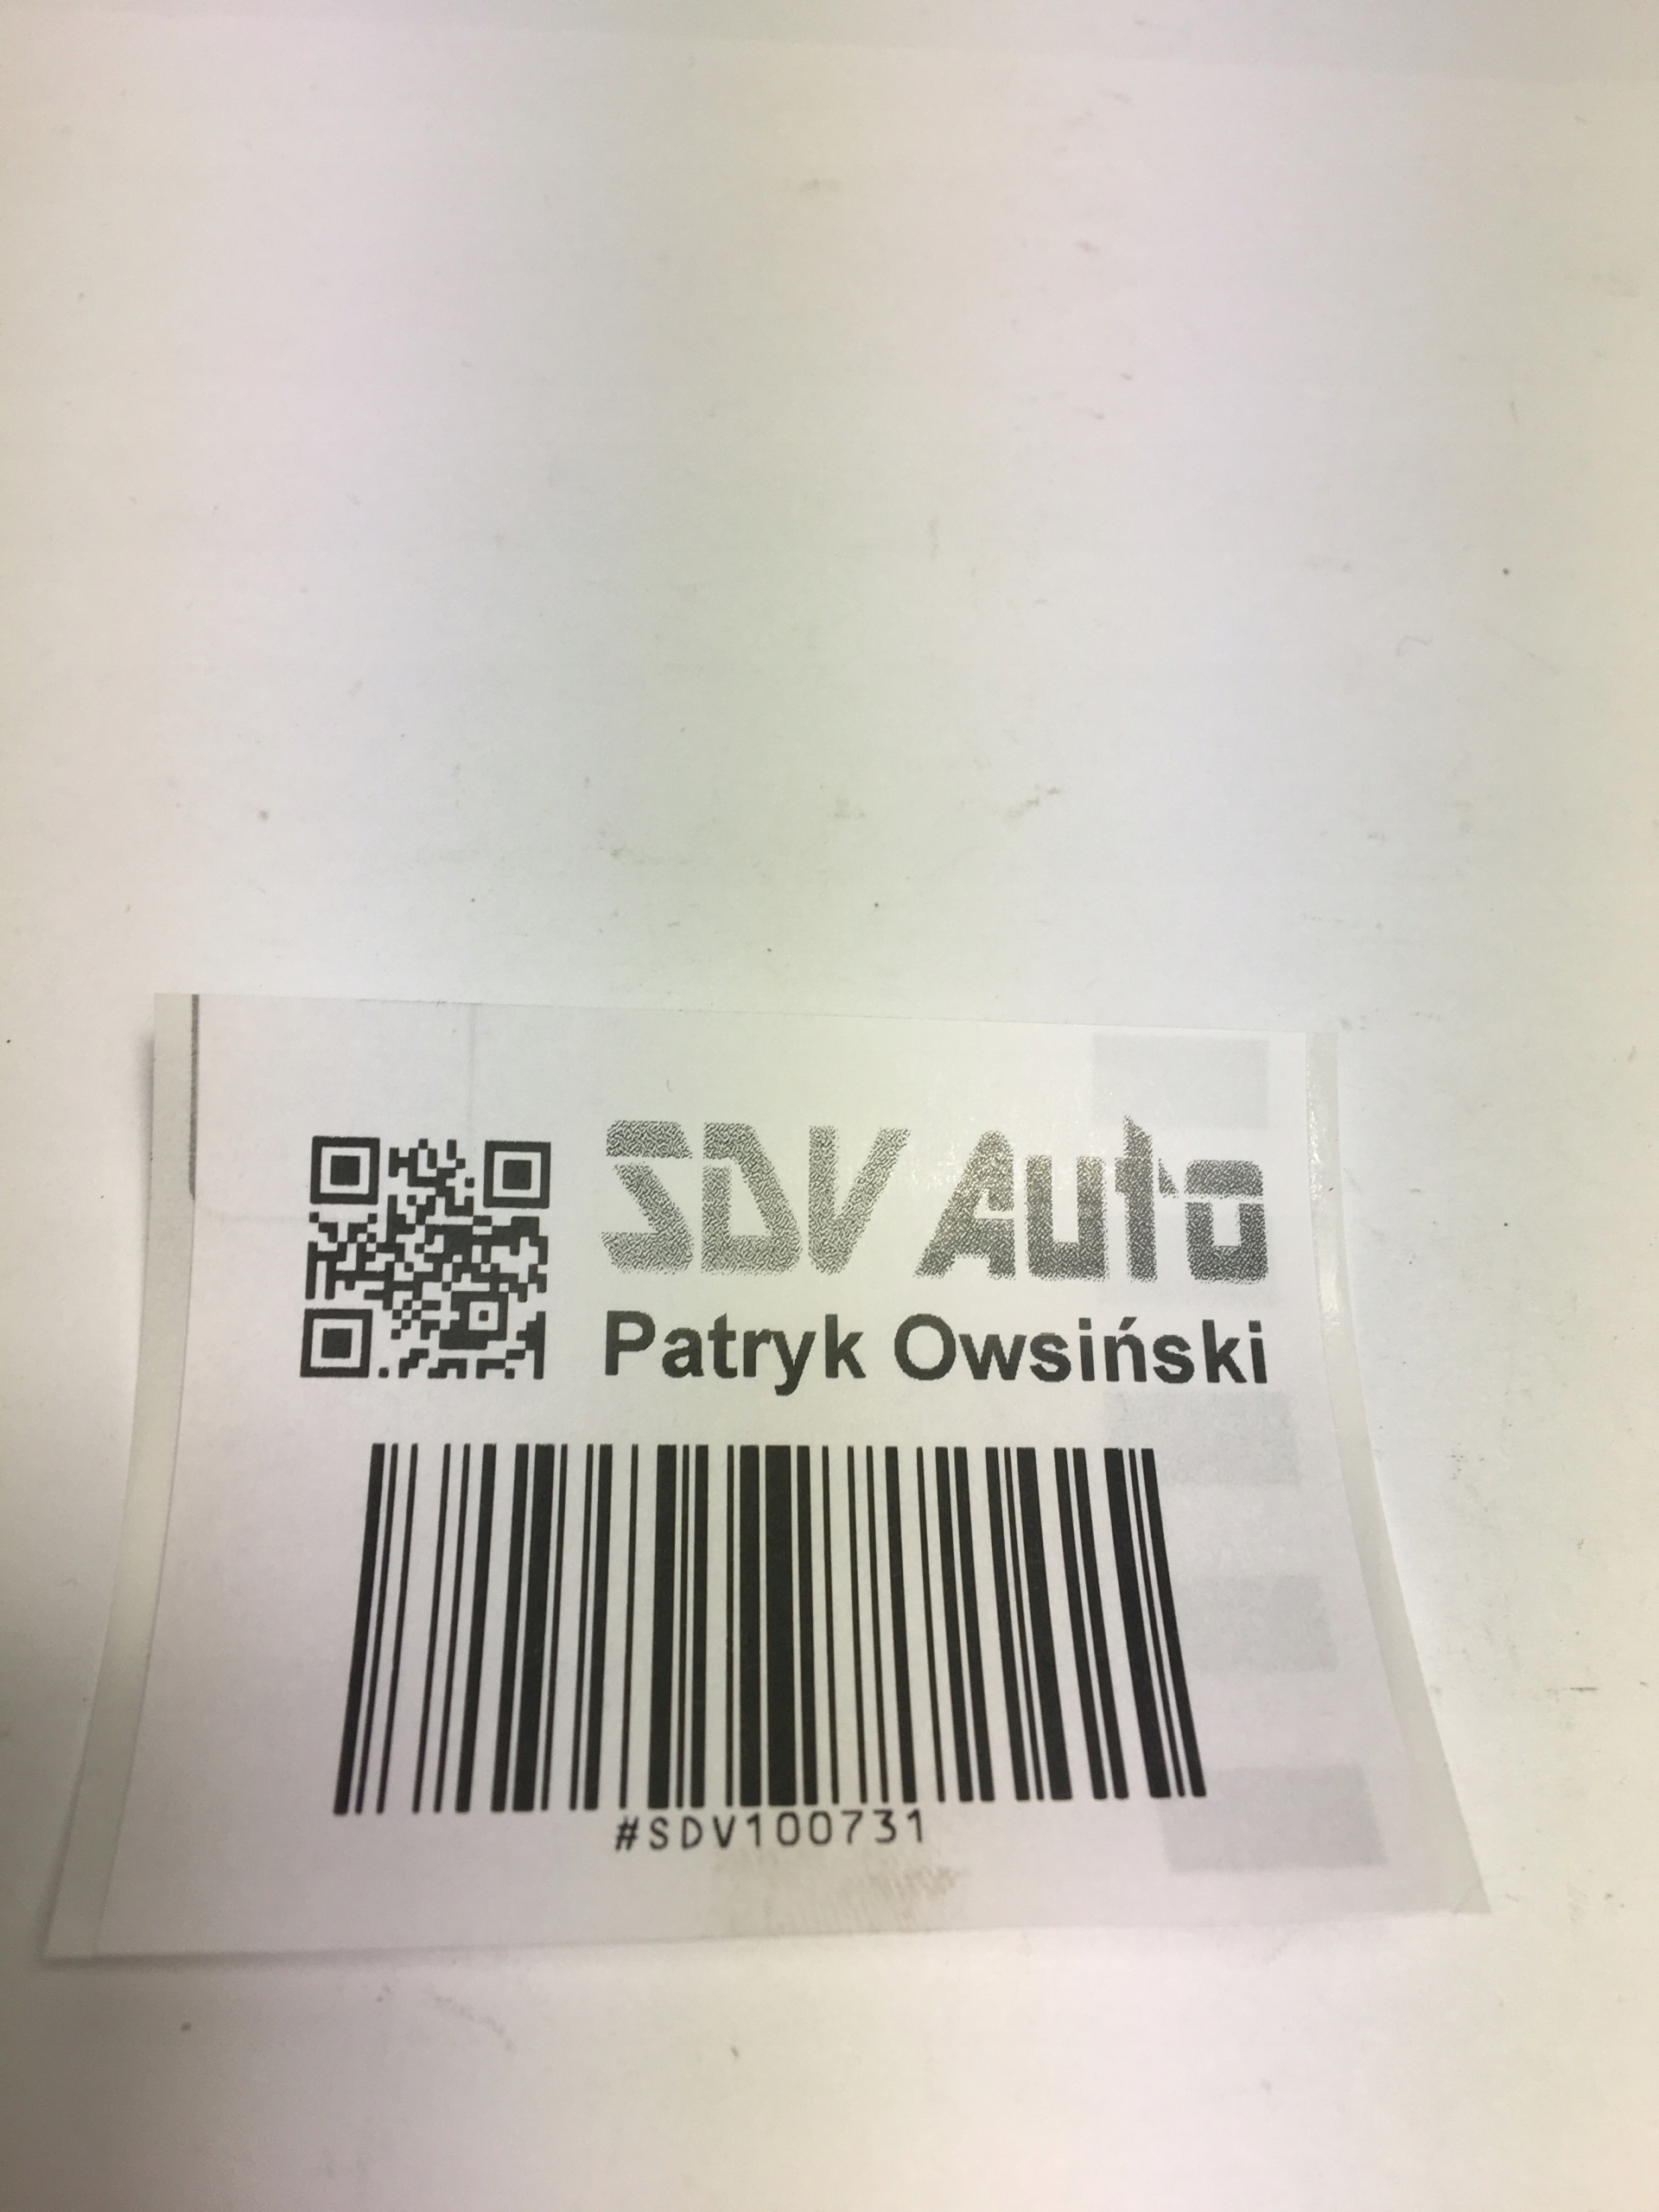 SDV Auto
Patryk Owsiński
#SDV100731